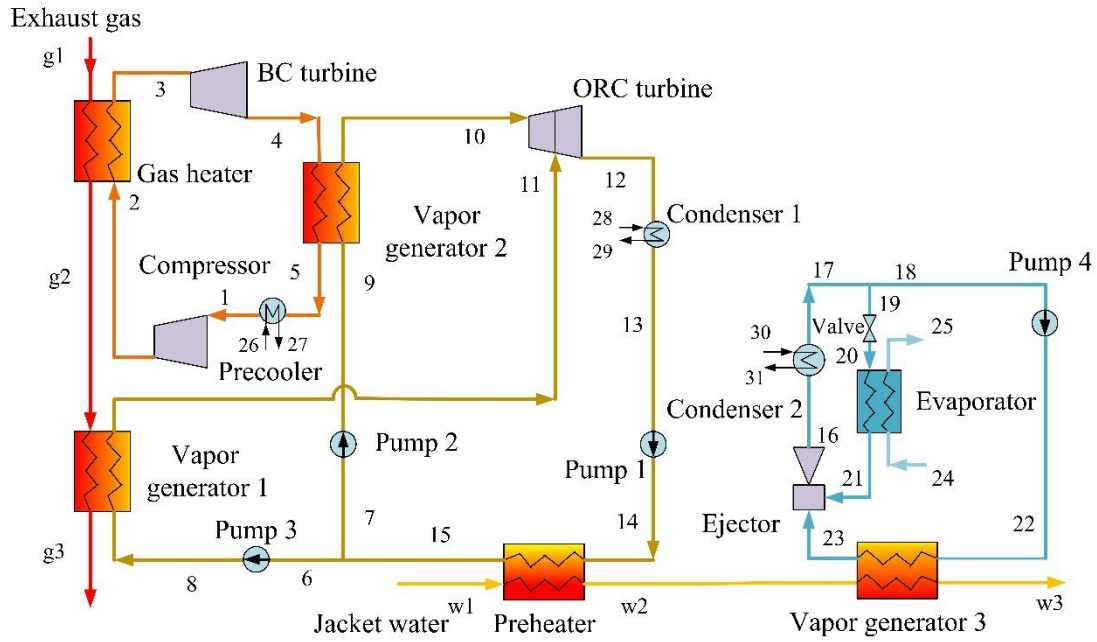 Exhaust gas
g1
3
BC turbine
ORC turbine
4
10
Gas heater
2
11
12
Vapor
generator 2
28
29
Condenser 1
g2
Compressor
1
5
9
17
18
Pump 4
26
27
Precooler
13
19
Valve
25
30
31
20
Condenser 2
Evaporator
Vapor
generator 1
Pump 2
Pump 1
16
24
21
Ejector
g3
Pump 3
7
15
14
23
22
8
6
w1
w2
w3
Jacket water
Preheater
Vapor generator 3